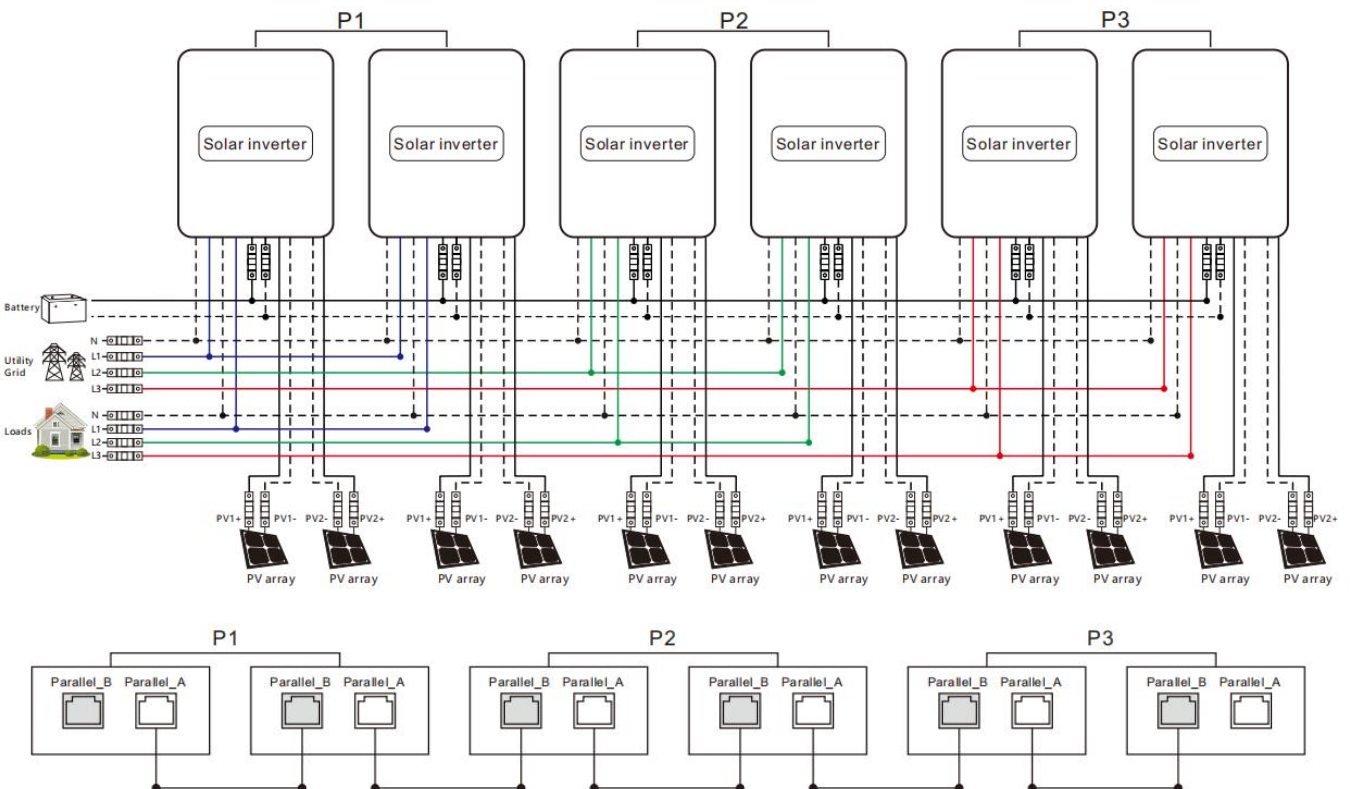 P1 P2 P3
Solar inverter Solar inverter Solar inverter Solar inverter Solar inverter Solar inverter
Battery
N
L1
Utility
Grid
L2
L3
N
L1
Loads
L2
L3
PV1+ PV1- PV2- PV2+ PV1+ PV1- PV2- PV2+ PV1+ PV1- PV2- PV2+ PV1+ PV1- PV2- PV2+ PV1+ PV1- PV2- PV2+ PV1+ PV1- PV2- PV2+
PV array PV array PV array PV array PV array PV array PV array PV array PV array PV array PV array PV array
P1 P2 P3
Parallel_B Parallel_A Parallel_B Parallel_A Parallel_B Parallel_A Parallel_B Parallel_A Parallel_B Parallel_A Parallel_B Parallel_A